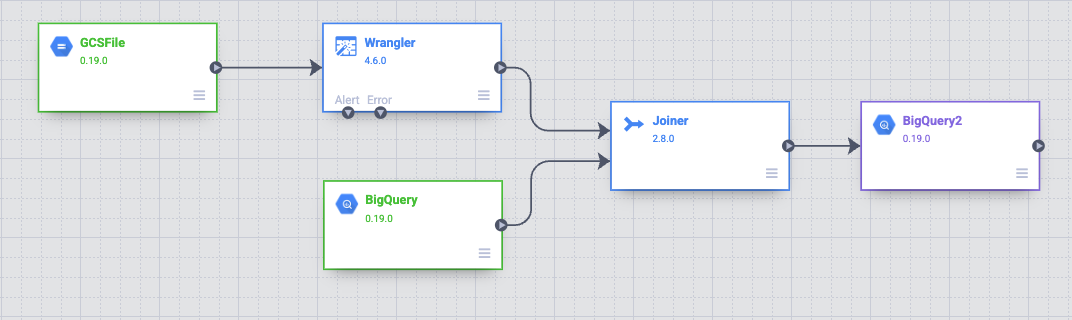 GCSFile
0.19.0
Wrangler
4.6.0
Alert Error
Joiner
2.8.0
BigQuery2
0.19.0
BigQuery
0.19.0